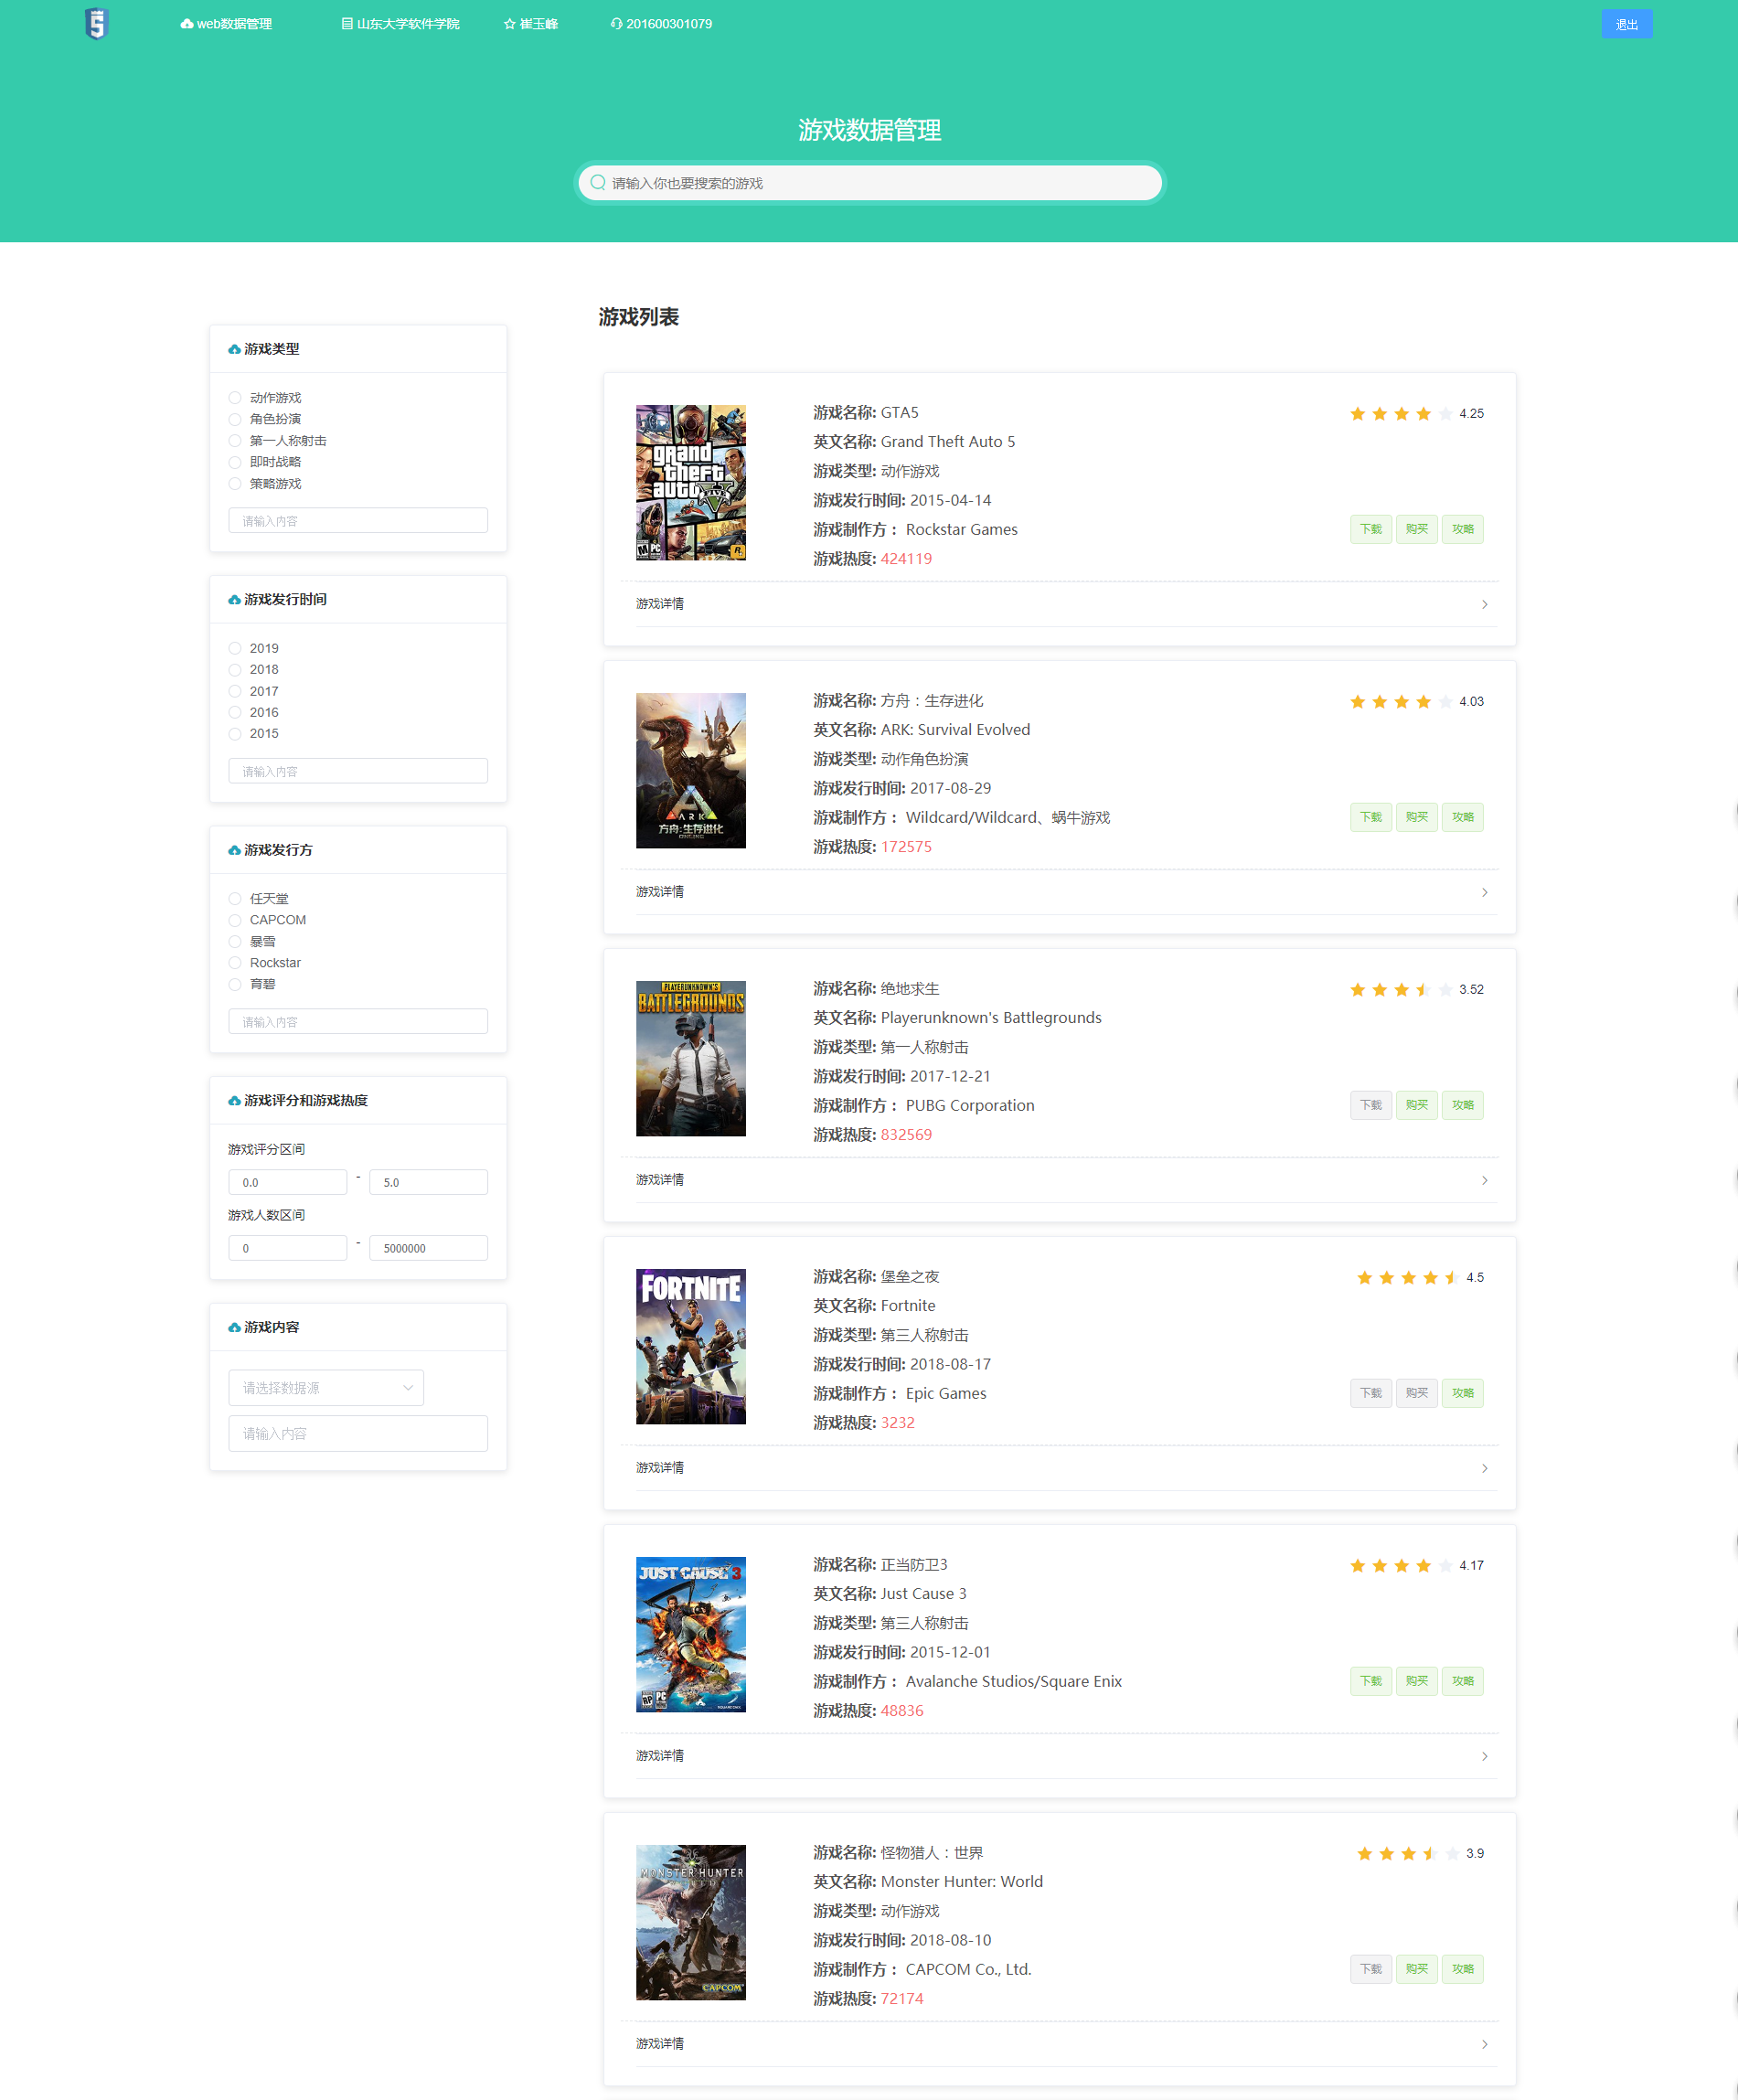 web数据管理 山东大学软件学院 崔玉峰 201600301079 退出
游戏数据管理
请输入你也要搜索的游戏
游戏类型
动作游戏
角色扮演
第一人称射击
即时战略
策略游戏
请输入内容
游戏发行时间
2019
2018
2017
2016
2015
请输入内容
游戏发行方
任天堂
CAPCOM
暴雪
Rockstar
育碧
请输入内容
游戏评分和游戏热度
游戏评分区间
0.0 - 5.0
游戏人数区间
0 - 5000000
游戏内容
请选择数据源
请输入内容
游戏列表
grand
theft
auto
FIVE
游戏名称: GTA5
4.25
英文名称: Grand Theft Auto 5
游戏类型: 动作游戏
游戏发行时间: 2015-04-14
游戏制作方： Rockstar Games
下载 购买 攻略
游戏热度: 424119
游戏详情
ARK
方舟:生存进化
游戏名称: 方舟：生存进化
4.03
英文名称: ARK: Survival Evolved
游戏类型: 动作角色扮演
游戏发行时间: 2017-08-29
游戏制作方： Wildcard/Wildcard、蜗牛游戏
下载 购买 攻略
游戏热度: 172575
游戏详情
PLAYERUNKNOWN'S
BATTLEGROUNDS
游戏名称: 绝地求生
3.52
英文名称: Playerunknown's Battlegrounds
游戏类型: 第一人称射击
游戏发行时间: 2017-12-21
游戏制作方： PUBG Corporation
下载 购买 攻略
游戏热度: 832569
游戏详情
FORTNITE
游戏名称: 堡垒之夜
4.5
英文名称: Fortnite
游戏类型: 第三人称射击
游戏发行时间: 2018-08-17
游戏制作方： Epic Games
下载 购买 攻略
游戏热度: 3232
游戏详情
JUST CAUSE 3
RP PC
游戏名称: 正当防卫3
4.17
英文名称: Just Cause 3
游戏类型: 第三人称射击
游戏发行时间: 2015-12-01
游戏制作方： Avalanche Studios/Square Enix
下载 购买 攻略
游戏热度: 48836
游戏详情
MONSTER HUNTER
WORLD
CAPCOM
游戏名称: 怪物猎人：世界
3.9
英文名称: Monster Hunter: World
游戏类型: 动作游戏
游戏发行时间: 2018-08-10
游戏制作方： CAPCOM Co., Ltd.
下载 购买 攻略
游戏热度: 72174
游戏详情